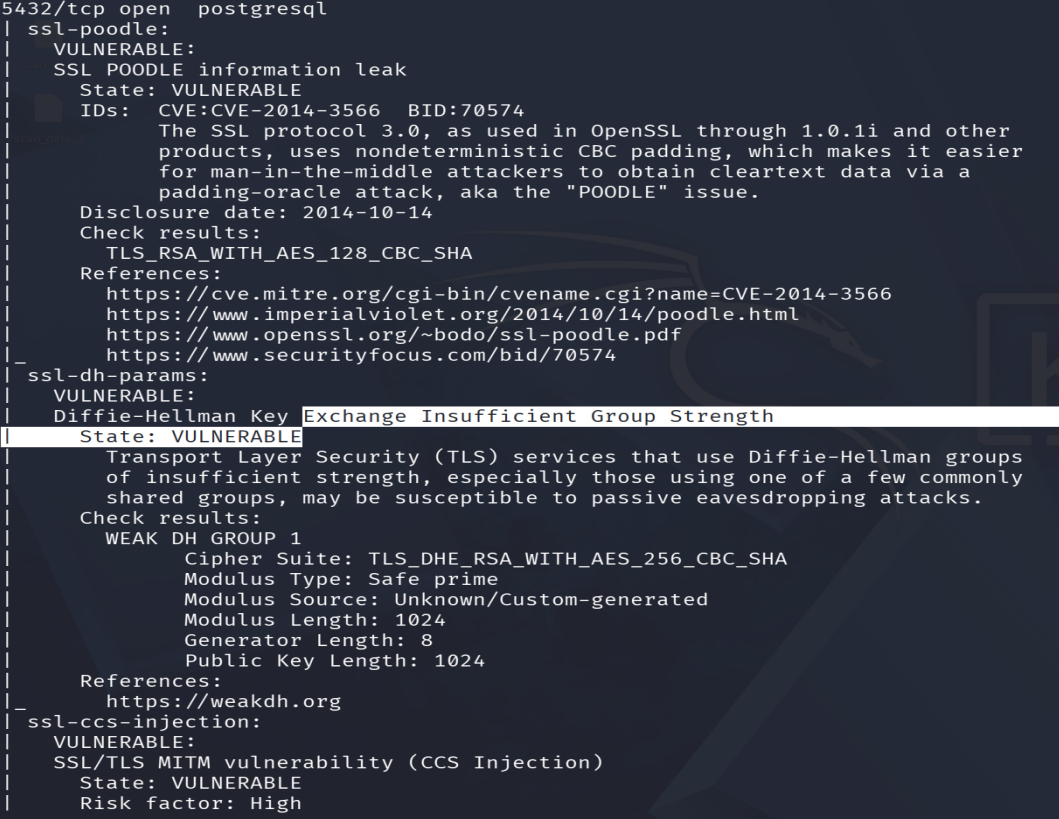 5432/tcp open  postgresql
| ssl-poodle:
|   VULNERABLE:
|   SSL POODLE information leak
|     State: VULNERABLE
|     IDs:  CVE:CVE-2014-3566  BID:70574
|           The SSL protocol 3.0, as used in OpenSSL through 1.0.1i and other
|           products, uses nondeterministic CBC padding, which makes it easier
|           for man-in-the-middle attackers to obtain cleartext data via a
|           padding-oracle attack, aka the "POODLE" issue.
|     Disclosure date: 2014-10-14
|     Check results:
|       TLS_RSA_WITH_AES_128_CBC_SHA
|     References:
|       https://cve.mitre.org/cgi-bin/cvename.cgi?name=CVE-2014-3566
|       https://www.imperialviolet.org/2014/10/14/poodle.html
|       https://www.openssl.org/~bodo/ssl-poodle.pdf
|_      https://www.securityfocus.com/bid/70574
| ssl-dh-params:
|   VULNERABLE:
|   Diffie-Hellman Key Exchange Insufficient Group Strength
|     State: VULNERABLE
|       Transport Layer Security (TLS) services that use Diffie-Hellman groups
|       of insufficient strength, especially those using one of a few commonly
|       shared groups, may be susceptible to passive eavesdropping attacks.
|     Check results:
|       WEAK DH GROUP 1
|             Cipher Suite: TLS_DHE_RSA_WITH_AES_256_CBC_SHA
|             Modulus Type: Safe prime
|             Modulus Source: Unknown/Custom-generated
|             Modulus Length: 1024
|             Generator Length: 8
|             Public Key Length: 1024
|     References:
|_      https://weakdh.org
| ssl-ccs-injection:
|   VULNERABLE:
|   SSL/TLS MITM vulnerability (CCS Injection)
|     State: VULNERABLE
|     Risk factor: High